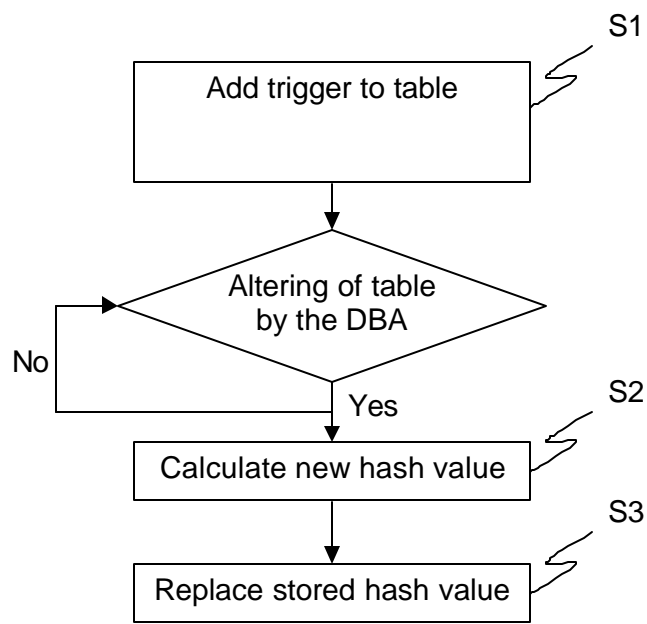 S1
Add trigger to table
Altering of table
by the DBA
No
Yes
S2
Calculate new hash value
S3
Replace stored hash value